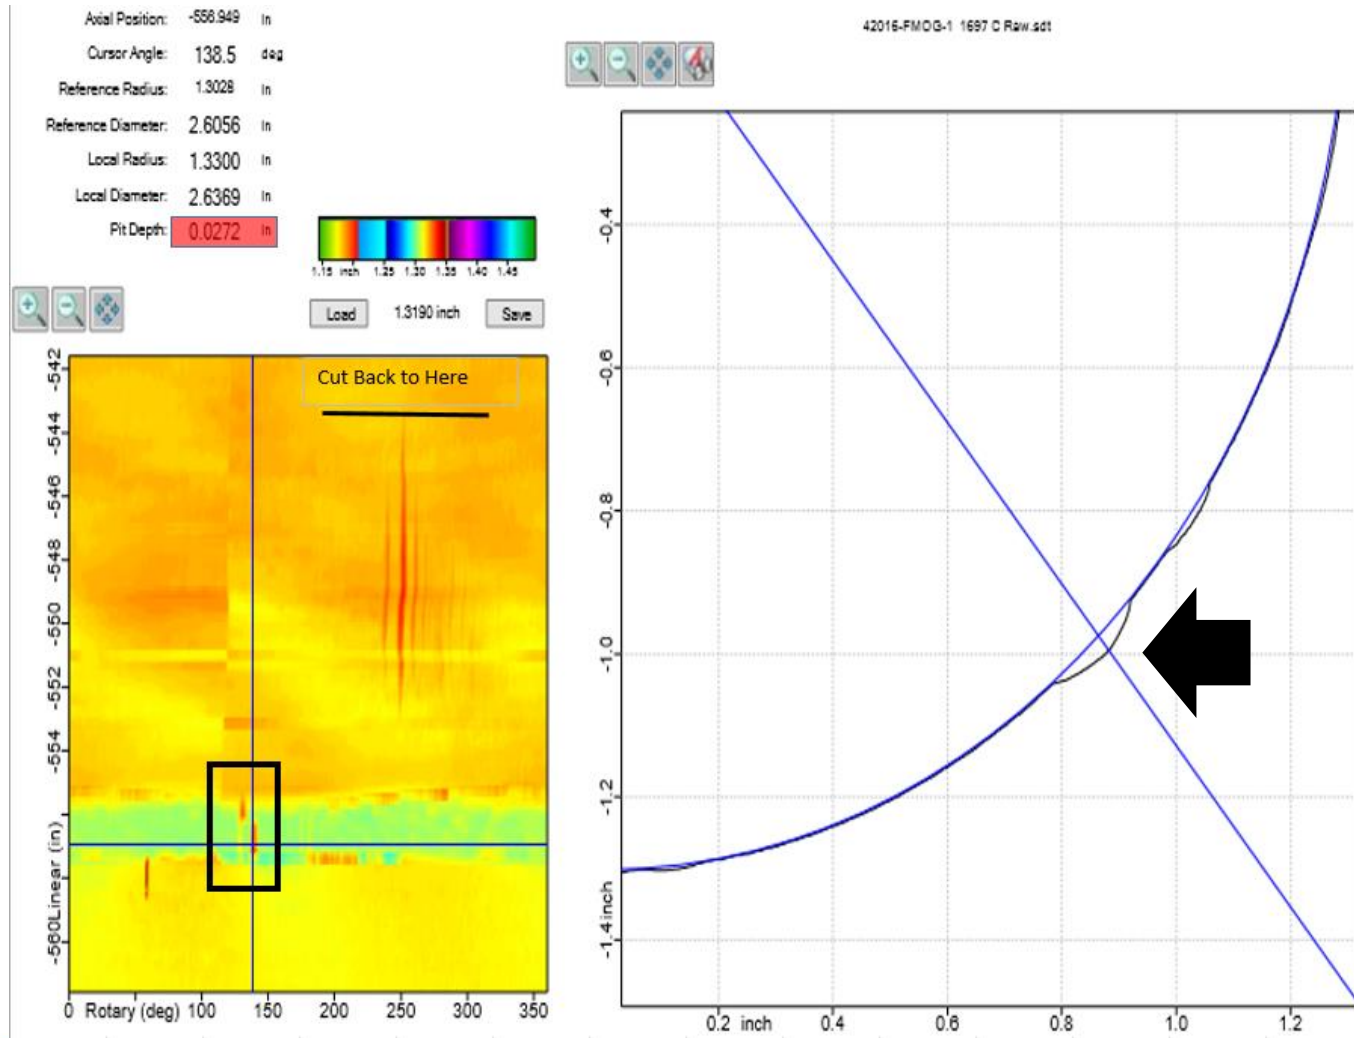 Axial Position: -556.949 in
Cursor Angle: 138.5 deg
Reference Radius: 1.3028 in
Reference Diameter: 2.6056 in
Local Radius: 1.3300 in
Local Diameter: 2.6369 in
Pit Depth: 0.0272 in
1.15 inch 1.25 1.30 1.35 1.40 1.45
Load 1.3190 inch Save
Cut Back to Here
-542
-544
-546
-548
-550
-552
-554
-560Linear (in)
0 Rotary (deg) 100 150 200 250 300 350
42016-FMOG-1 1697 C Raw.sdt
-0.4
-0.6
-0.8
-1.0
-1.2
-1.4inch
0.2 inch 0.4 0.6 0.8 1.0 1.2